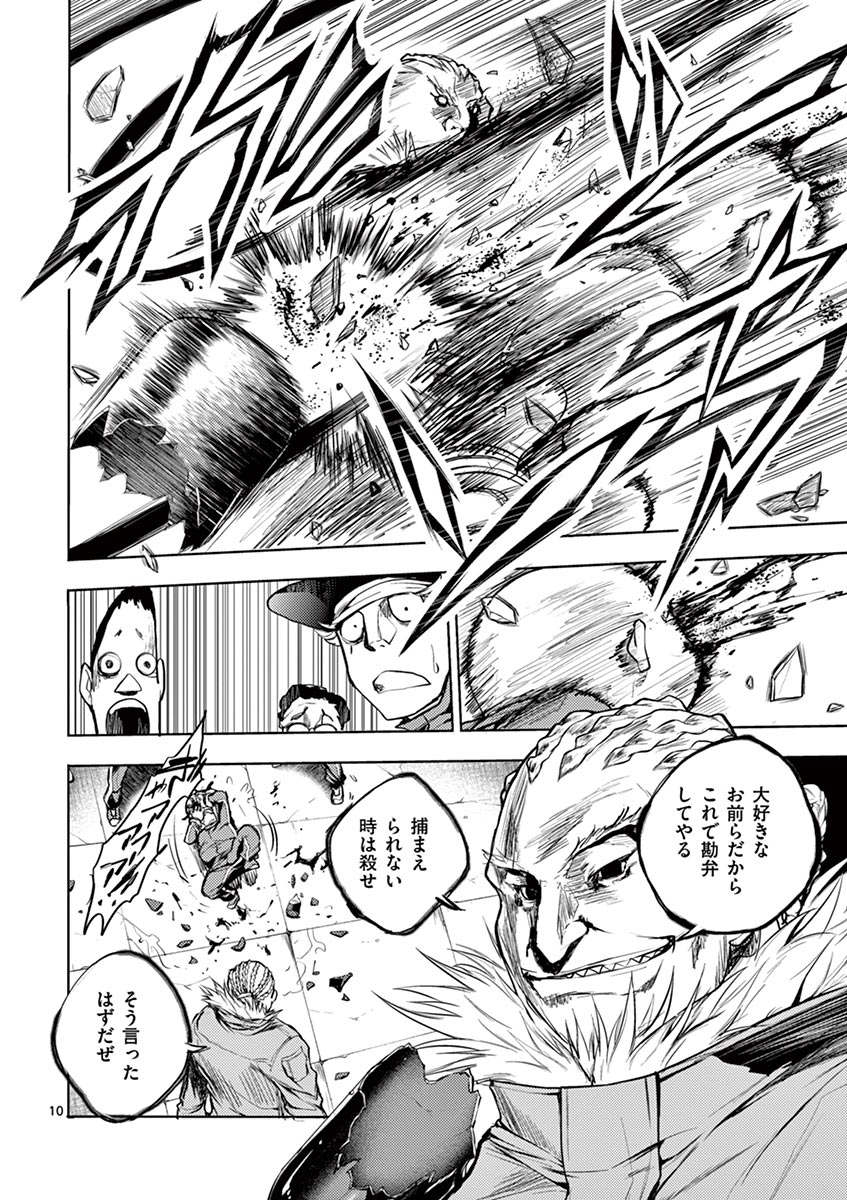 大好きな
お前らだから
これで勘弁
してやる
捕まえ
られない
時は殺せ
そう言った
はずだぜ
10